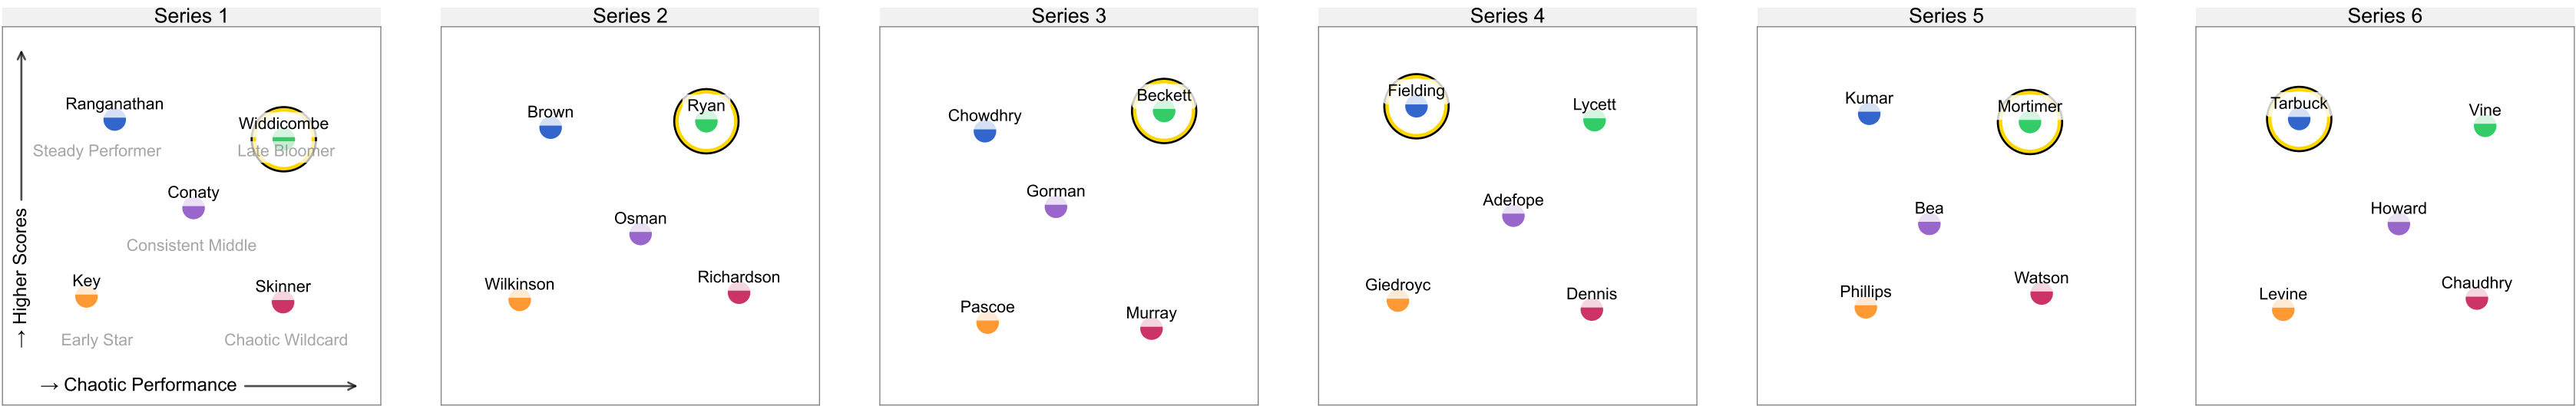 Series 1
Ranganathan
Widdicombe
Steady Performer
Late Bloomer
Conaty
Consistent Middle
Key
Skinner
Early Star
Chaotic Wildcard
→ Higher Scores
→ Chaotic Performance
Series 2
Brown
Ryan
Osman
Wilkinson
Richardson
Series 3
Chowdhry
Beckett
Gorman
Pascoe
Murray
Series 4
Fielding
Lycett
Adefope
Giedroyc
Dennis
Series 5
Kumar
Mortimer
Bea
Phillips
Watson
Series 6
Tarbuck
Vine
Howard
Levine
Chaudhry